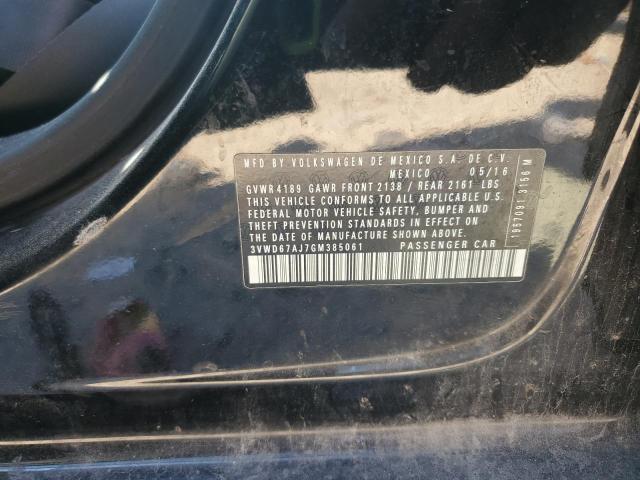 MFD BY VOLKSWAGEN DE MEXICO S.A. DE C.V.
MEXICO 05/16
GVWR 4189 GAWR FRONT 2138 / REAR 2161 LBS
THIS VEHICLE CONFORMS TO ALL APPLICABLE U.S.
FEDERAL MOTOR VEHICLE SAFETY, BUMPER AND
THEFT PREVENTION STANDARDS IN EFFECT ON
THE DATE OF MANUFACTURE SHOWN ABOVE.
3VWD67AJ7GM385061 PASSENGER CAR
1967091 3156 M